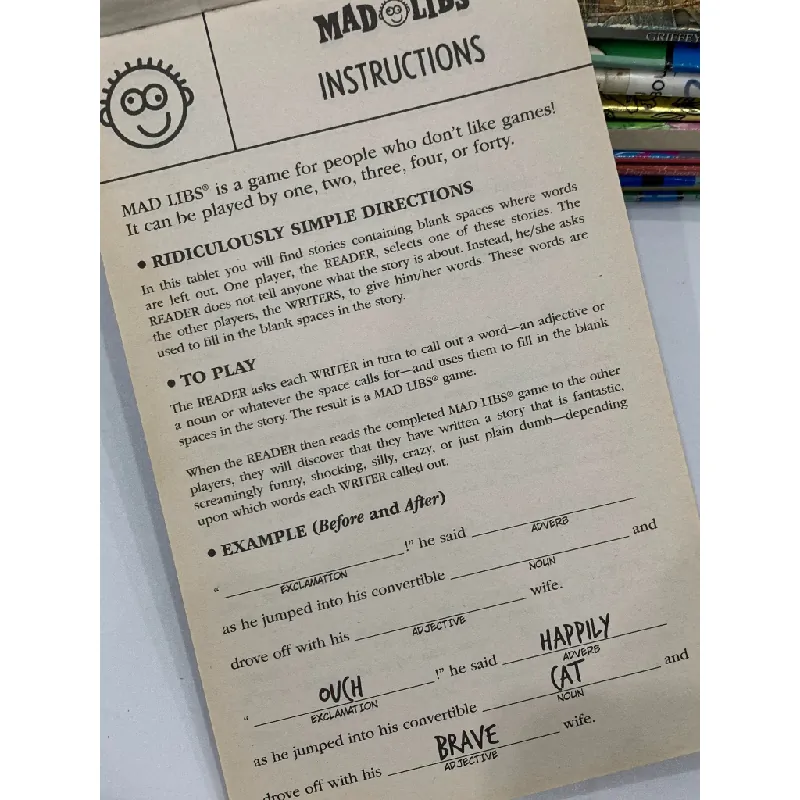 MAD LIBS
INSTRUCTIONS
MAD LIBS® is a game for people who don't like games!
It can be played by one, two, three, four, or forty.
• RIDICULOUSLY SIMPLE DIRECTIONS
In this tablet you will find stories containing blank spaces where words
are left out. One player, the READER, selects one of these stories. The
READER does not tell anyone what the story is about. Instead, he/she asks
the other players, the WRITERS, to give him/her words. These words are
used to fill in the blank spaces in the story.
• TO PLAY
The READER asks each WRITER in turn to call out a word—an adjective or
a noun or whatever the space calls for—and uses them to fill in the blank
spaces in the story. The result is a MAD LIBS® game.
When the READER then reads the completed MAD LIBS® game to the other
players, they will discover that they have written a story that is fantastic,
screamingly funny, shocking, silly, crazy, or just plain dumb—depending
upon which words each WRITER called out.
• EXAMPLE (Before and After)
"____________!" he said ____________
EXCLAMATION ADVERB
as he jumped into his convertible ____________ and
NOUN
drove off with his ____________ wife.
ADJECTIVE
"OUCH!" he said HAPPILY
EXCLAMATION ADVERB
as he jumped into his convertible CAT and
NOUN
drove off with his BRAVE wife.
ADJECTIVE
GRIFFEY